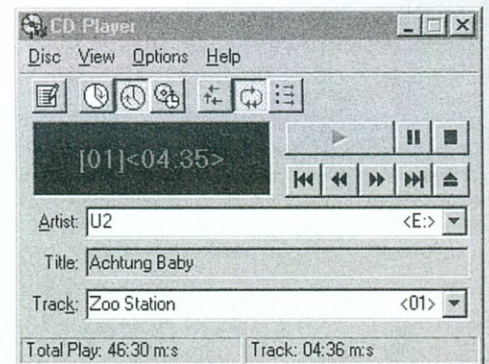 CD Player
Disc View Options Help
[01]<04:35>
Artist: U2 <E:>
Title: Achtung Baby
Track: Zoo Station <01>
Total Play: 46:30 m:s Track: 04:36 m:s